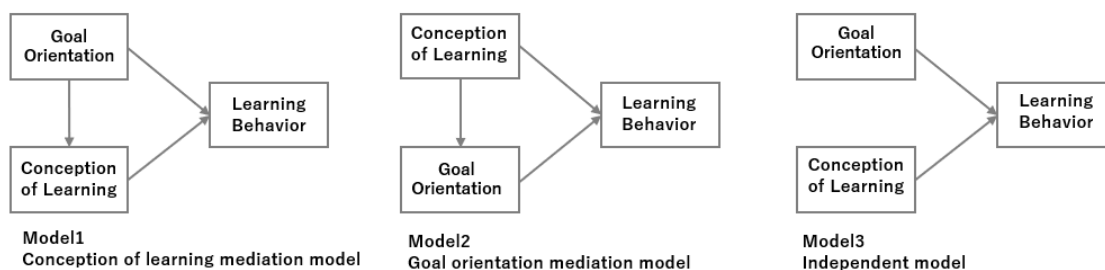 Goal
Orientation
Learning
Behavior
Conception
of Learning
Model1
Conception of learning mediation model
Conception
of Learning
Learning
Behavior
Goal
Orientation
Model2
Goal orientation mediation model
Goal
Orientation
Learning
Behavior
Conception
of Learning
Model3
Independent model